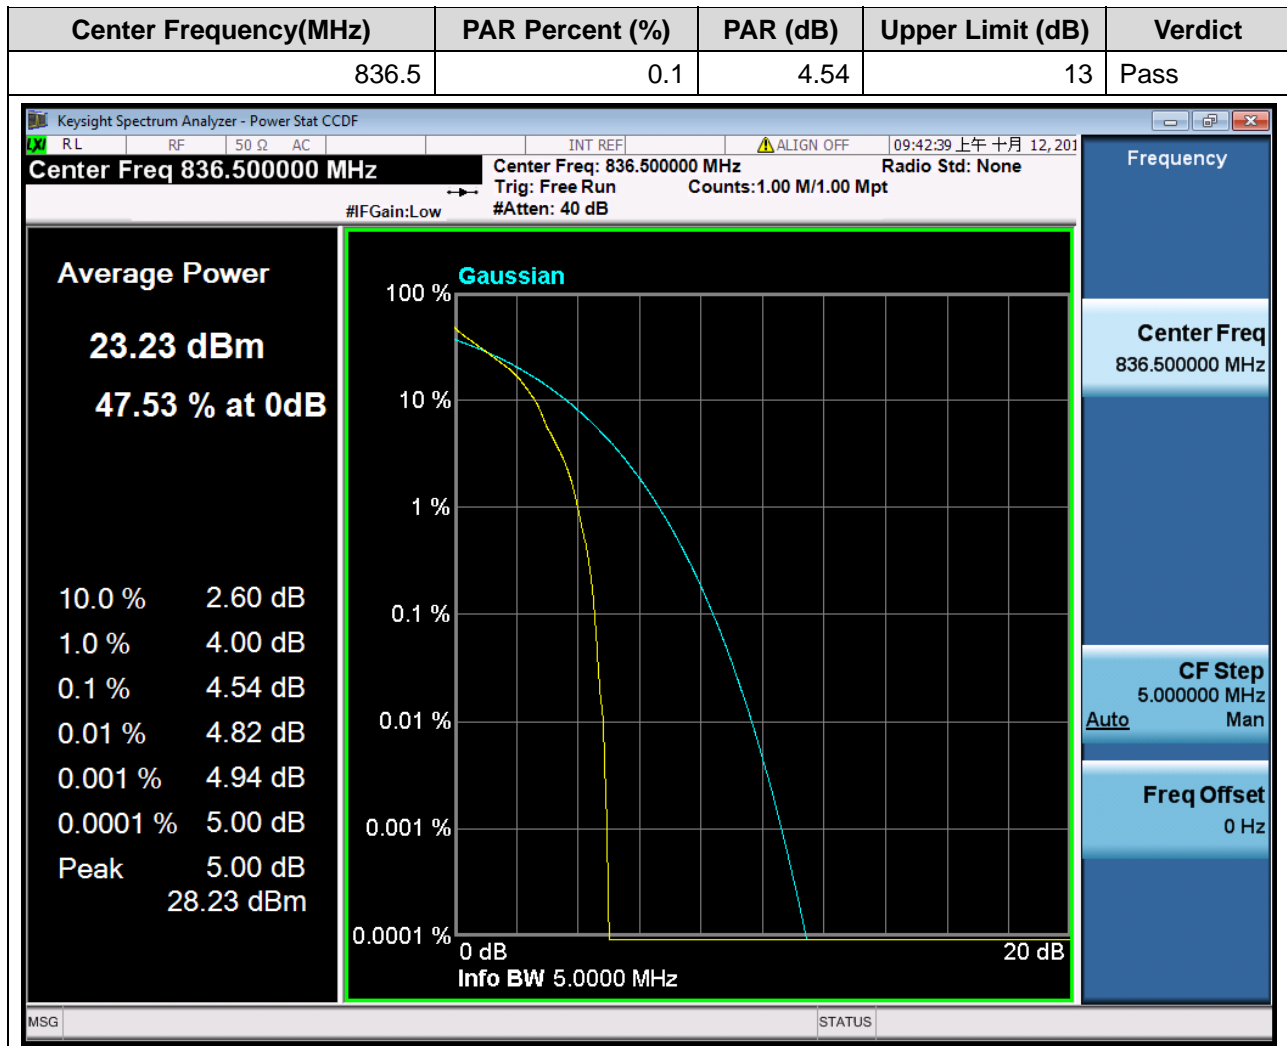 Center Frequency(MHz) PAR Percent (%) PAR (dB) Upper Limit (dB) Verdict
836.5 0.1 4.54 13 Pass
Keysight Spectrum Analyzer - Power Stat CCDF
LXI RL RF 50 Ω AC INT REF ALIGN OFF 09:42:39 上午 十月 12, 201
Center Freq 836.500000 MHz
Center Freq: 836.500000 MHz Radio Std: None
Trig: Free Run Counts:1.00 M/1.00 Mpt
#IFGain:Low #Atten: 40 dB
Frequency
Average Power
23.23 dBm
47.53 % at 0dB
10.0 % 2.60 dB
1.0 % 4.00 dB
0.1 % 4.54 dB
0.01 % 4.82 dB
0.001 % 4.94 dB
0.0001 % 5.00 dB
Peak 5.00 dB
28.23 dBm
Gaussian
100 %
10 %
1 %
0.1 %
0.01 %
0.001 %
0.0001 %
0 dB 20 dB
Info BW 5.0000 MHz
Center Freq
836.500000 MHz
CF Step
5.000000 MHz
Auto Man
Freq Offset
0 Hz
MSG STATUS